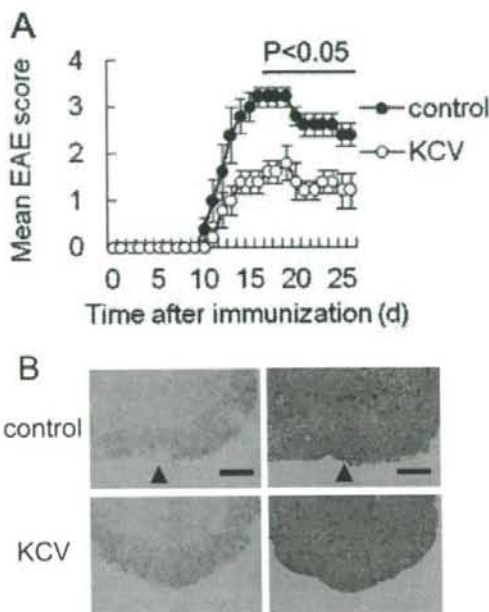 A
P<0.05
Mean EAE score
4
3
2
1
0
control
KCV
0 5 10 15 20 25
Time after immunization (d)
B
control
KCV